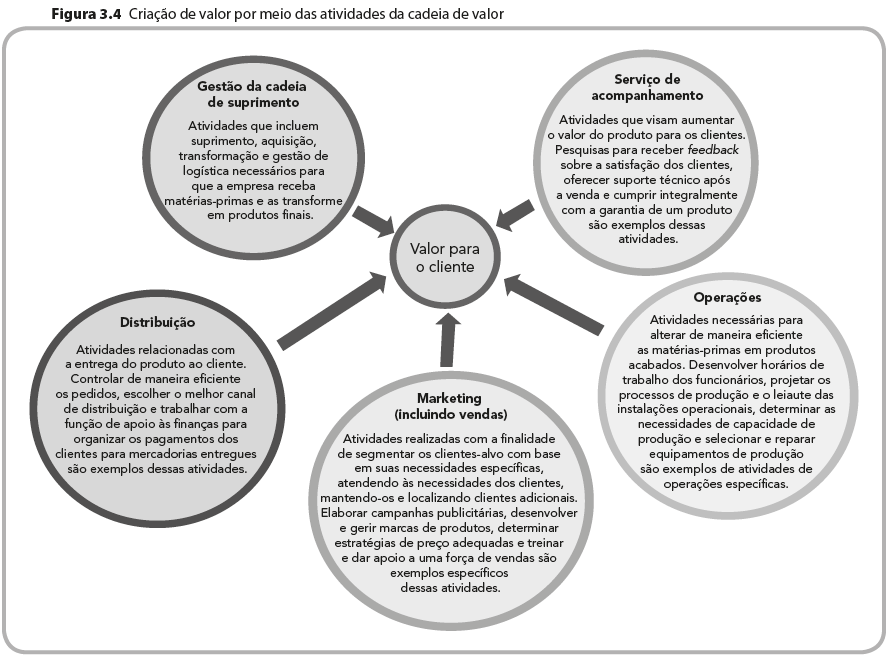 Figura 3.4 Criação de valor por meio das atividades da cadeia de valor
Gestão da cadeia
de suprimento
Atividades que incluem
suprimento, aquisição,
transformação e gestão de
logística necessários para
que a empresa receba
matérias-primas e as transforme
em produtos finais.
Serviço de
acompanhamento
Atividades que visam aumentar
o valor do produto para os clientes.
Pesquisas para receber feedback
sobre a satisfação dos clientes,
oferecer suporte técnico após
a venda e cumprir integralmente
com a garantia de um produto
são exemplos dessas
atividades.
Valor para
o cliente
Distribuição
Atividades relacionadas com
a entrega do produto ao cliente.
Controlar de maneira eficiente
os pedidos, escolher o melhor canal
de distribuição e trabalhar com a
função de apoio às finanças para
organizar os pagamentos dos
clientes para mercadorias entregues
são exemplos dessas atividades.
Operações
Atividades necessárias para
alterar de maneira eficiente
as matérias-primas em produtos
acabados. Desenvolver horários de
trabalho dos funcionários, projetar os
processos de produção e o leiaute das
instalações operacionais, determinar as
necessidades de capacidade de
produção e selecionar e reparar
equipamentos de produção
são exemplos de atividades de
operações específicas.
Marketing
(incluindo vendas)
Atividades realizadas com a finalidade
de segmentar os clientes-alvo com base
em suas necessidades específicas,
atendendo às necessidades dos clientes,
mantendo-os e localizando clientes adicionais.
Elaborar campanhas publicitárias, desenvolver
e gerir marcas de produtos, determinar
estratégias de preço adequadas e treinar
e dar apoio a uma força de vendas são
exemplos específicos
dessas atividades.